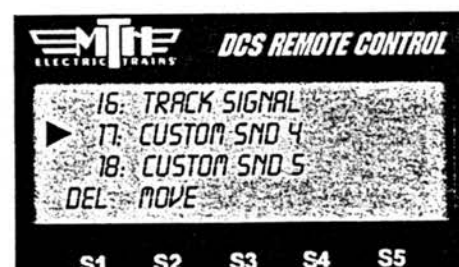 MTH DCS REMOTE CONTROL
ELECTRIC TRAINS
16: TRACK SIGNAL
17: CUSTOM SND 4
18: CUSTOM SND 5
DEL MOVE
S1 S2 S3 S4 S5